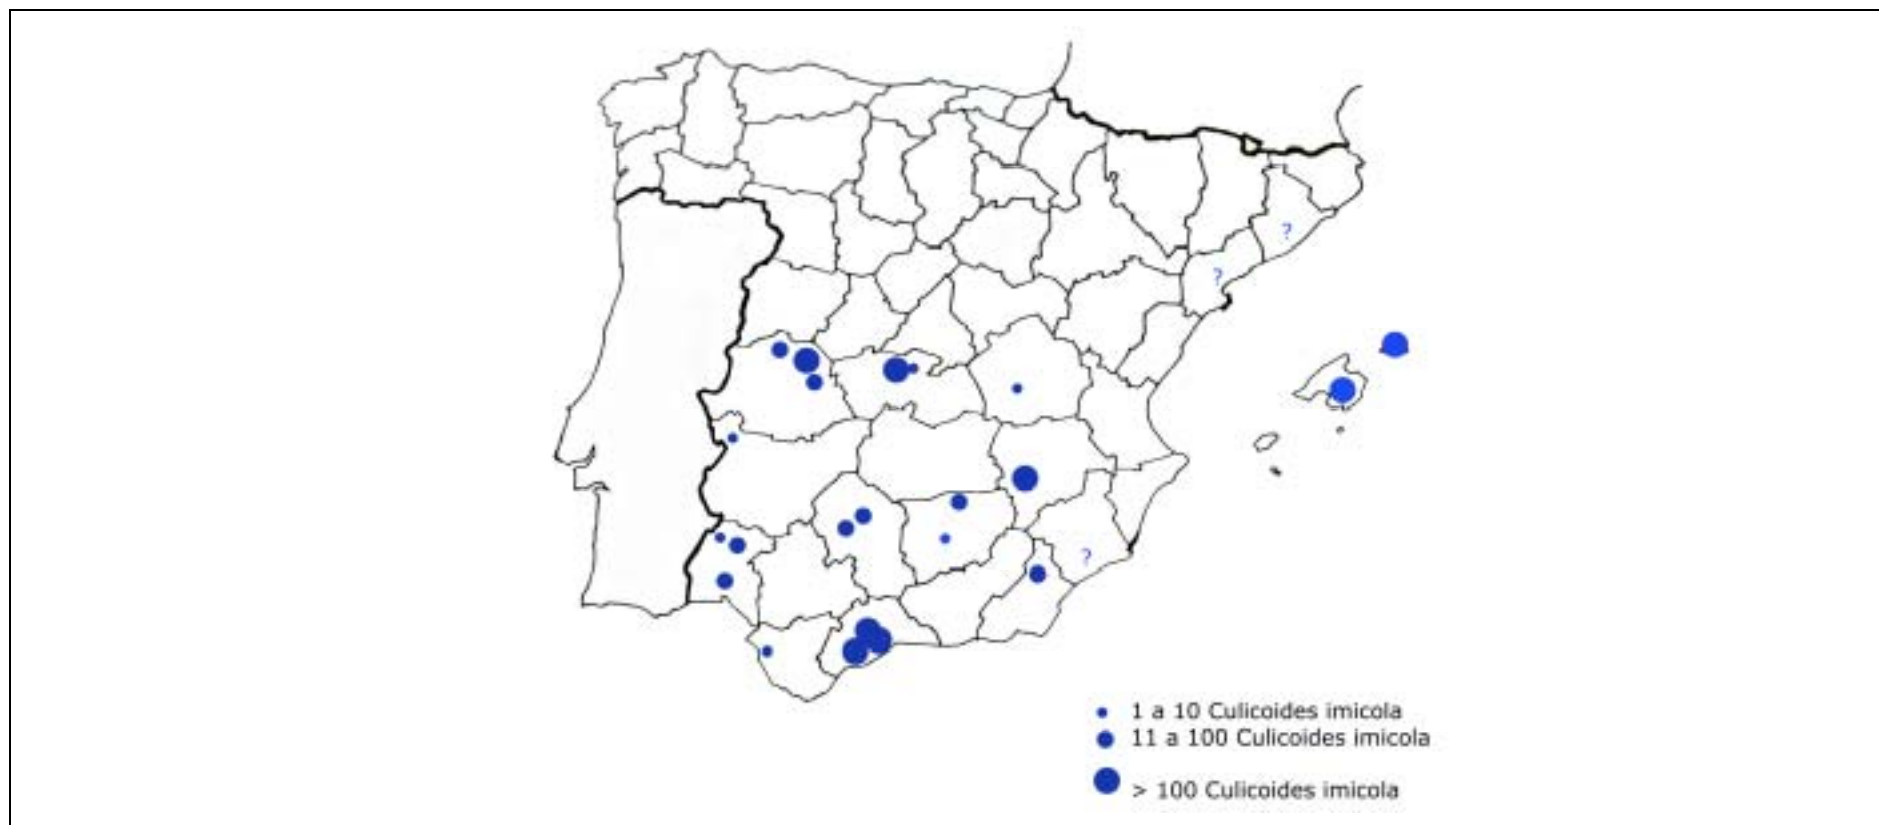 ?
?
?
1 a 10 Culicoides imicola
11 a 100 Culicoides imicola
> 100 Culicoides imicola